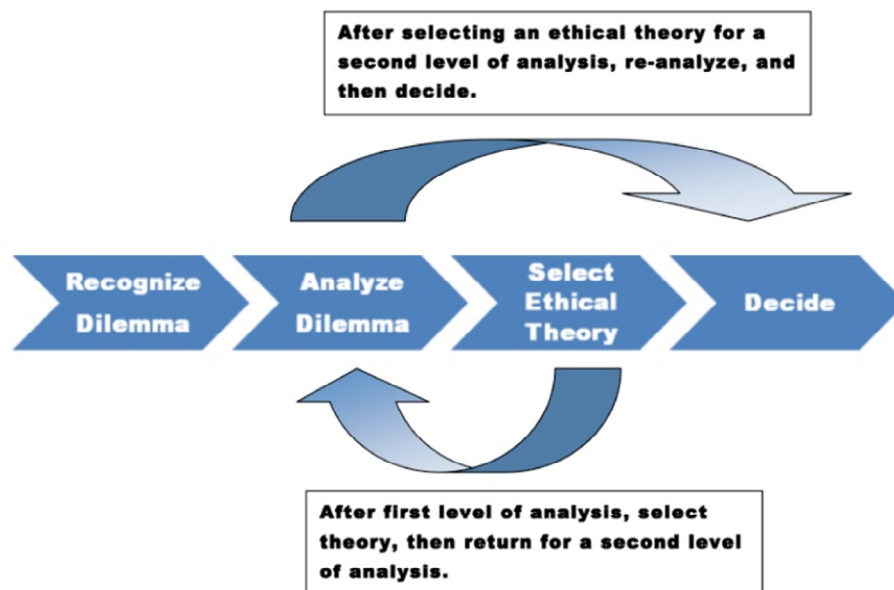 After selecting an ethical theory for a
second level of analysis, re-analyze, and
then decide.
Recognize
Dilemma
Analyze
Dilemma
Select
Ethical
Theory
Decide
After first level of analysis, select
theory, then return for a second level
of analysis.